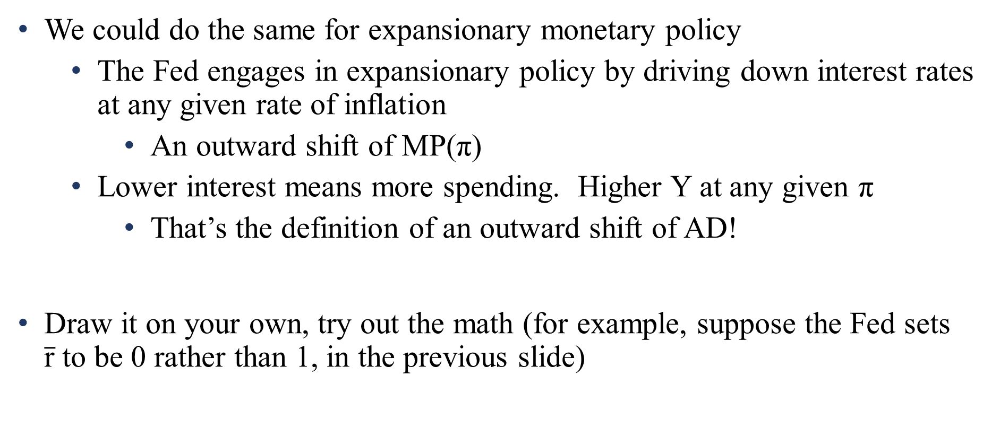 • We could do the same for expansionary monetary policy
• The Fed engages in expansionary policy by driving down interest rates
at any given rate of inflation
• An outward shift of MP(π)
• Lower interest means more spending.  Higher Y at any given π
• That’s the definition of an outward shift of AD!
• Draw it on your own, try out the math (for example, suppose the Fed sets
r̅ to be 0 rather than 1, in the previous slide)